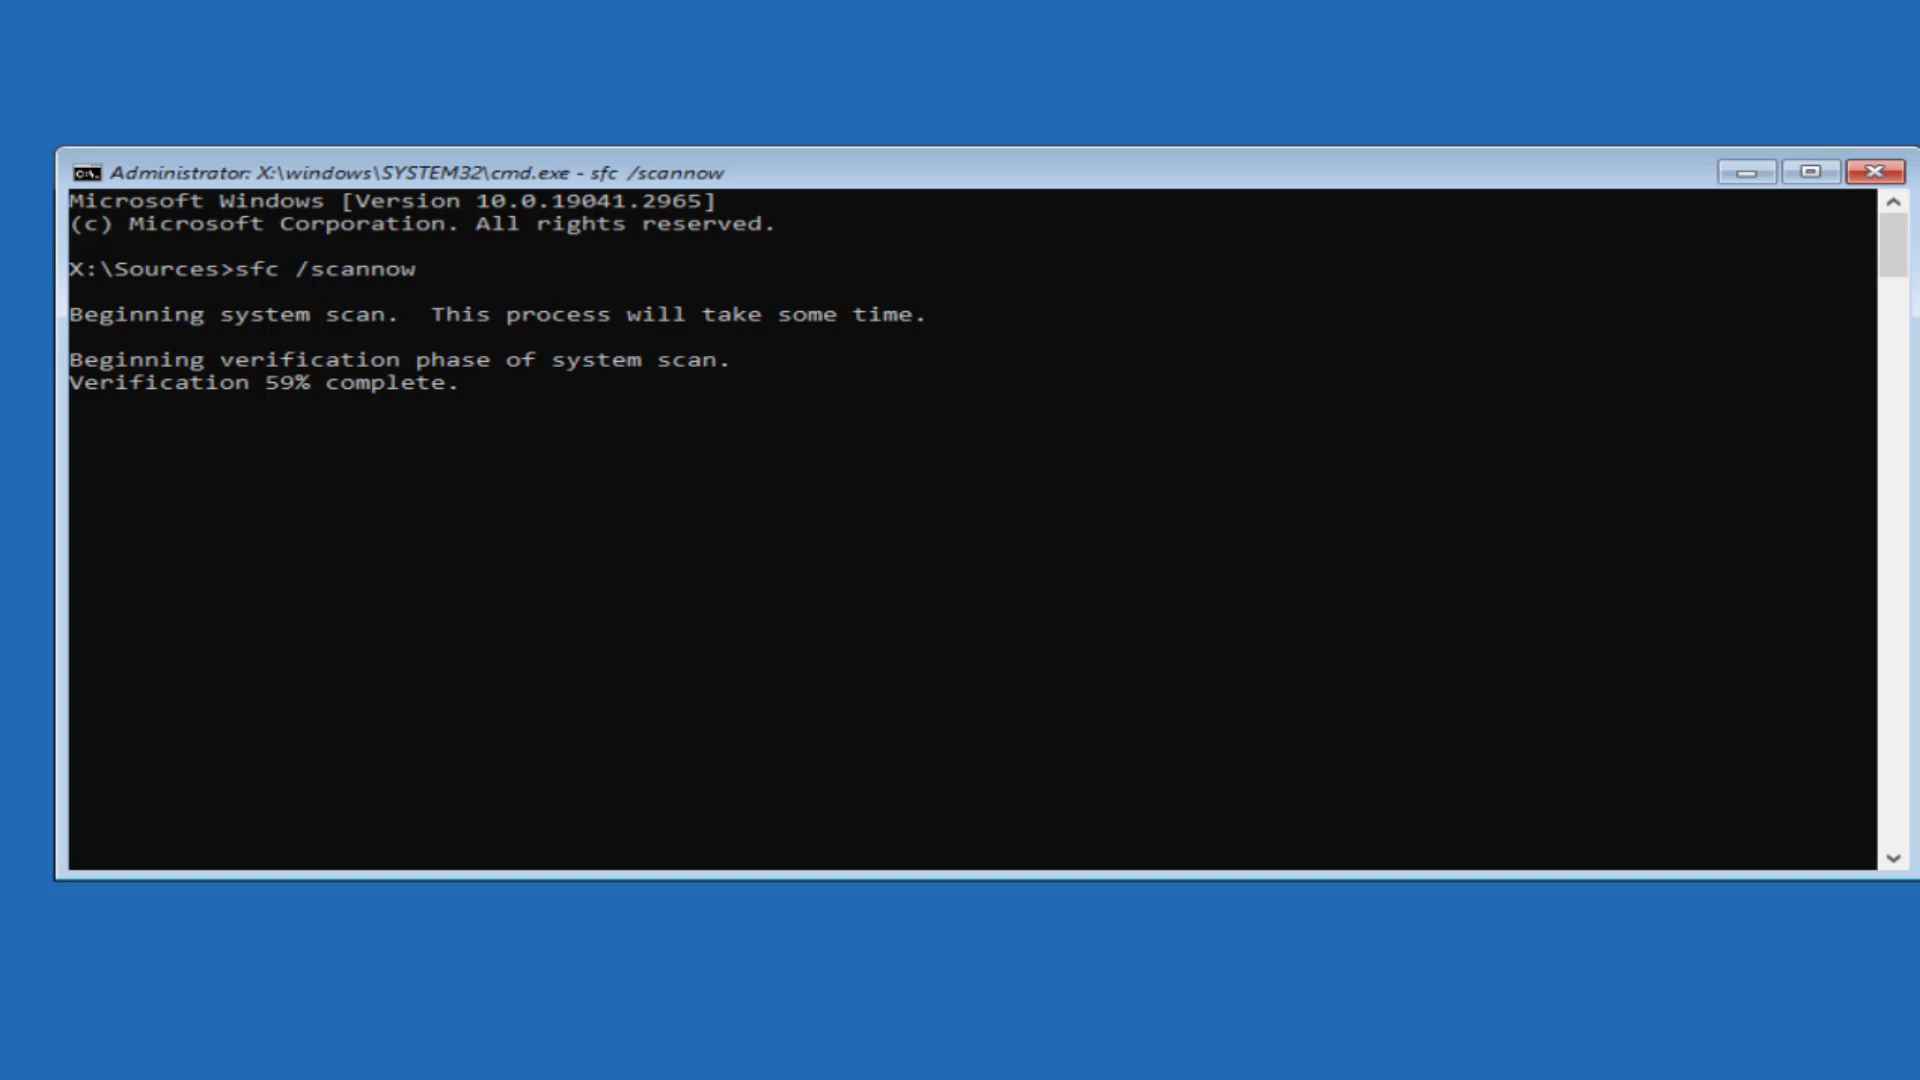 Administrator: X:\windows\SYSTEM32\cmd.exe - sfc /scannow
Microsoft Windows [Version 10.0.19041.2965]
(c) Microsoft Corporation. All rights reserved.
X:\Sources>sfc /scannow
Beginning system scan.  This process will take some time.
Beginning verification phase of system scan.
Verification 59% complete.